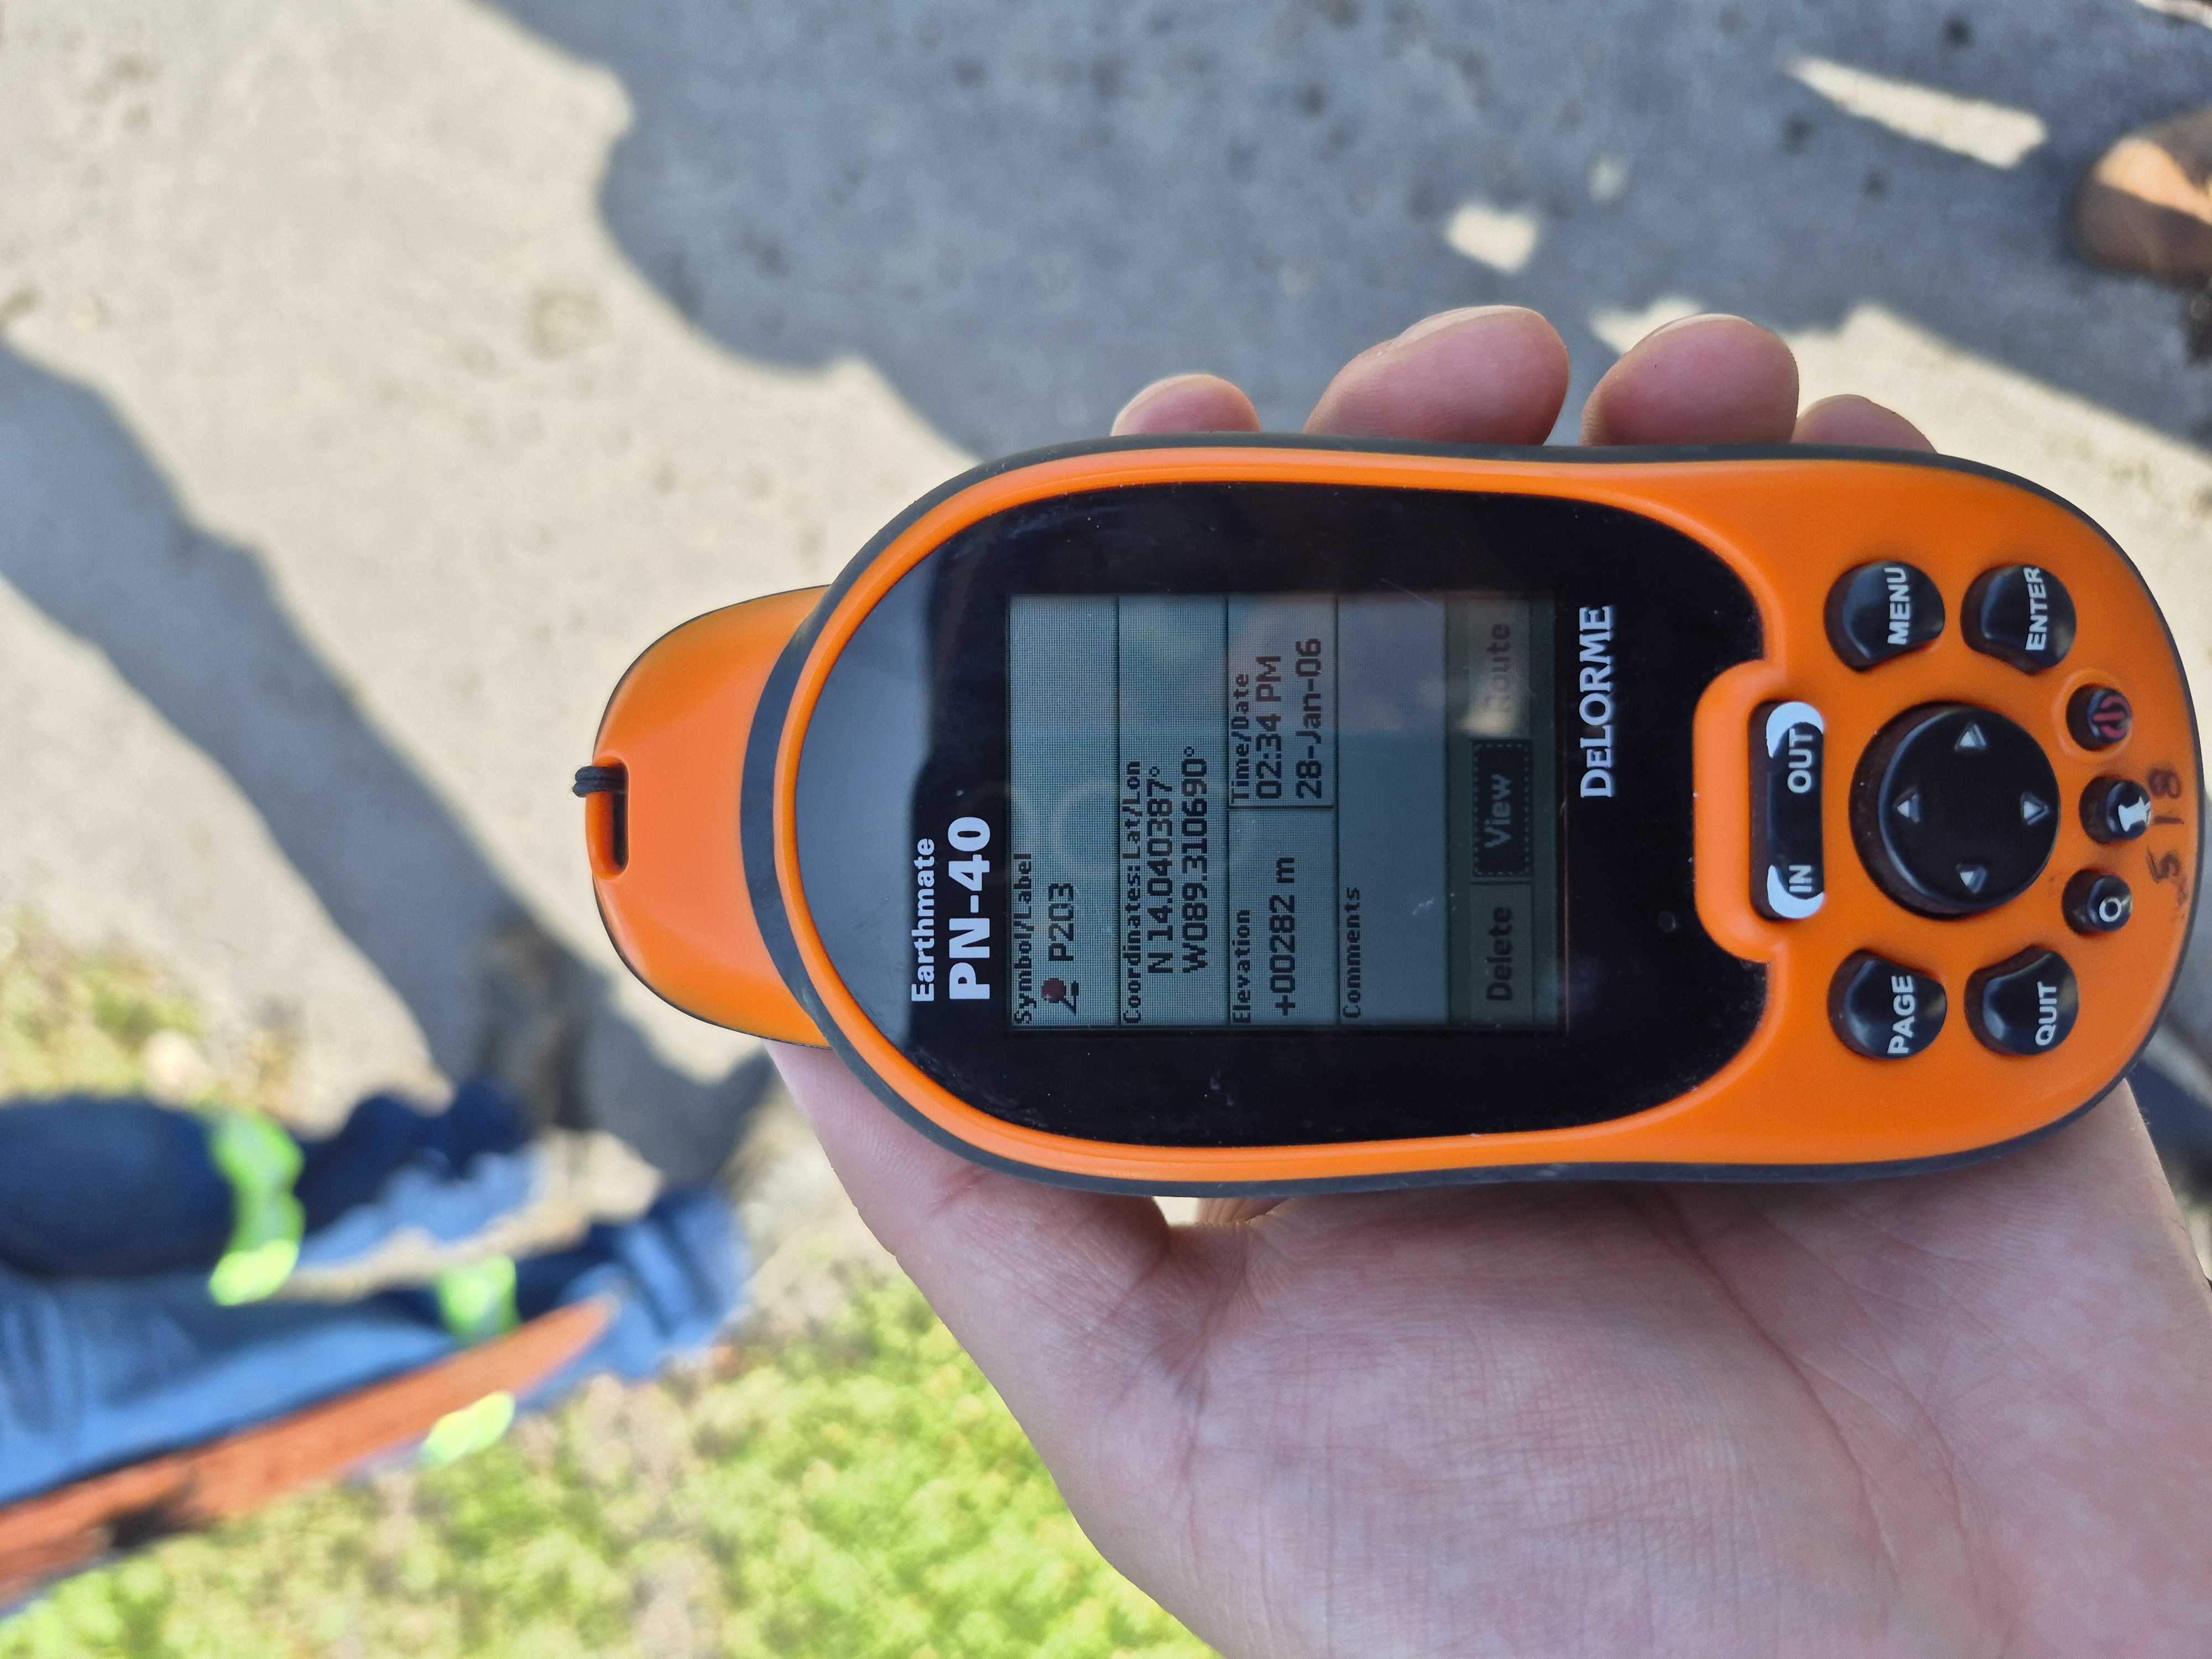 Earthmate
PN-40
Symbol/Label
P203
Coordinates: Lat/Lon
N 14.040387°
W089.310690°
Elevation
+00282 m
Time/Date
02:34 PM
28-Jan-06
Comments
Delete View Route
DELORME
IN OUT
PAGE MENU
QUIT ENTER
518